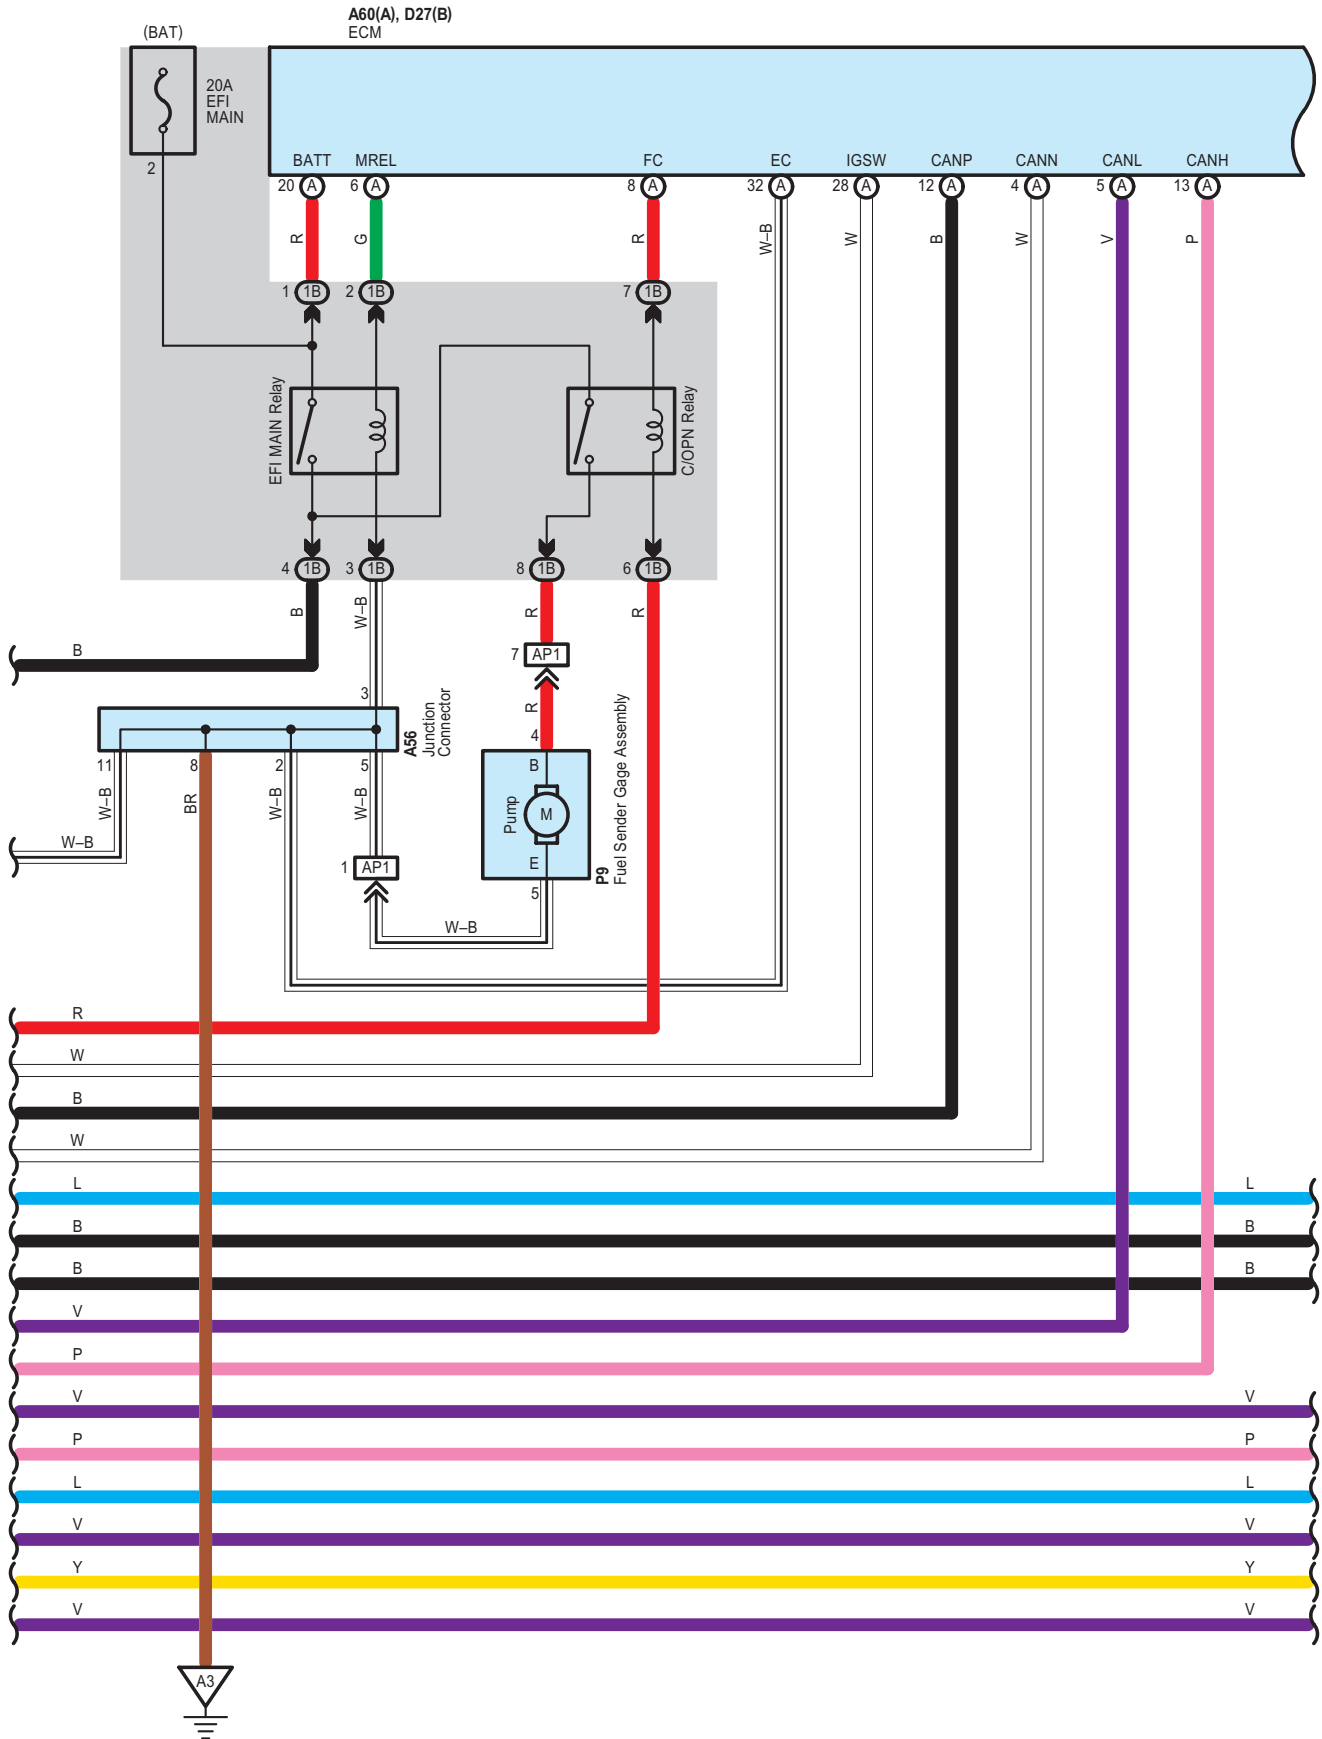 A60(A), D27(B)
ECM
(BAT)
20A
EFI
MAIN
2
BATT MREL FC EC IGSW CANP CANN CANL CANH
20 A 6 A 8 A 32 A 28 A 12 A 4 A 5 A 13 A
R G R W–B W B W V P
1 1B 2 1B 7 1B
EFI MAIN Relay
C/OPN Relay
4 1B 3 1B 8 1B 6 1B
B W–B R R
B
7 AP1
3
R
A56
Junction
Connector
4
11 8 2 5
W–B BR W–B W–B
B
Pump
M
E
P9
Fuel Sender Gage Assembly
W–B
1 AP1
5
W–B
R
W
B
W
L L
B B
B B
V
P
V V
P P
L L
V V
Y Y
V V
A3